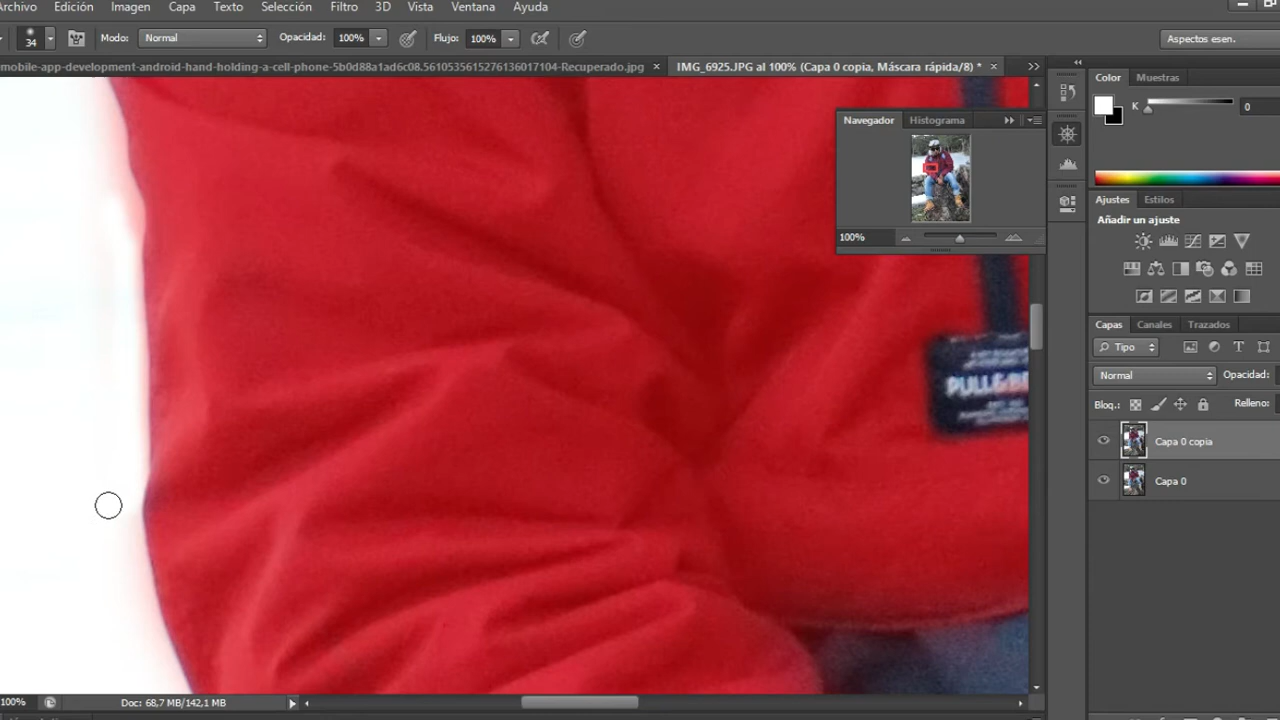 Archivo Edición Imagen Capa Texto Selección Filtro 3D Vista Ventana Ayuda
34 Modo: Normal Opacidad: 100% Flujo: 100% Aspectos esen.
mobile-app-development-android-hand-holding-a-cell-phone-5b0d88a1ad6c08.5610535615276136017104-Recuperado.jpg × IMG_6925.JPG al 100% (Capa 0 copia, Máscara rápida/8) * ×
Color Muestras
K 0
Navegador Histograma
100%
Ajustes Estilos
Añadir un ajuste
Capas Canales Trazados
Tipo
Normal Opacidad:
Bloq.: Relleno:
Capa 0 copia
Capa 0
PULL&BE
100% Doc: 68,7 MB/142,1 MB